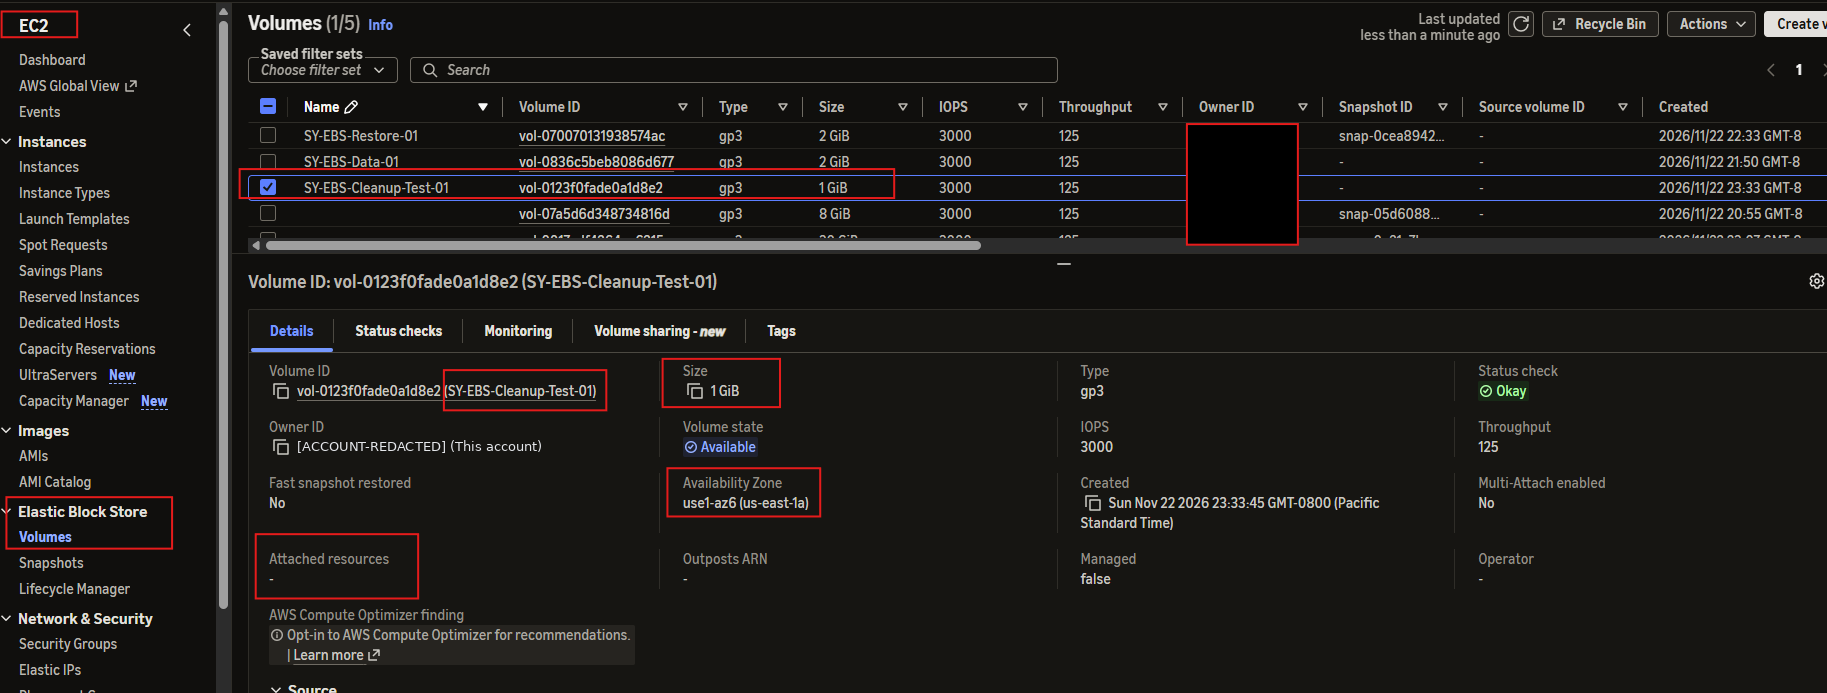 EC2
Dashboard
AWS Global View
Events
Instances
Instances
Instance Types
Launch Templates
Spot Requests
Savings Plans
Reserved Instances
Dedicated Hosts
Capacity Reservations
UltraServers New
Capacity Manager New
Images
AMIs
AMI Catalog
Elastic Block Store
Volumes
Snapshots
Lifecycle Manager
Network & Security
Security Groups
Elastic IPs
Volumes (1/5) Info
Last updated
less than a minute ago
Recycle Bin
Actions
Create
Saved filter sets
Choose filter set
Search
1
Name Volume ID Type Size IOPS Throughput Owner ID Snapshot ID Source volume ID Created
SY-EBS-Restore-01 vol-070070131938574ac gp3 2 GiB 3000 125 snap-0cea8942... - 2026/11/22 22:33 GMT-8
SY-EBS-Data-01 vol-0836c5beb8086d677 gp3 2 GiB 3000 125 - - 2026/11/22 21:50 GMT-8
SY-EBS-Cleanup-Test-01 vol-0123f0fade0a1d8e2 gp3 1 GiB 3000 125 - - 2026/11/22 23:33 GMT-8
vol-07a5d6d348734816d gp3 8 GiB 3000 125 snap-05d6088... - 2026/11/22 20:55 GMT-8
Volume ID: vol-0123f0fade0a1d8e2 (SY-EBS-Cleanup-Test-01)
Details Status checks Monitoring Volume sharing - new Tags
Volume ID
vol-0123f0fade0a1d8e2 (SY-EBS-Cleanup-Test-01)
Size
1 GiB
Type
gp3
Status check
Okay
Owner ID
[ACCOUNT-REDACTED] (This account)
Volume state
Available
IOPS
3000
Throughput
125
Fast snapshot restored
No
Availability Zone
use1-az6 (us-east-1a)
Created
Sun Nov 22 2026 23:33:45 GMT-0800 (Pacific
Standard Time)
Multi-Attach enabled
No
Attached resources
-
Outposts ARN
-
Managed
false
Operator
-
AWS Compute Optimizer finding
Opt-in to AWS Compute Optimizer for recommendations.
| Learn more
Source